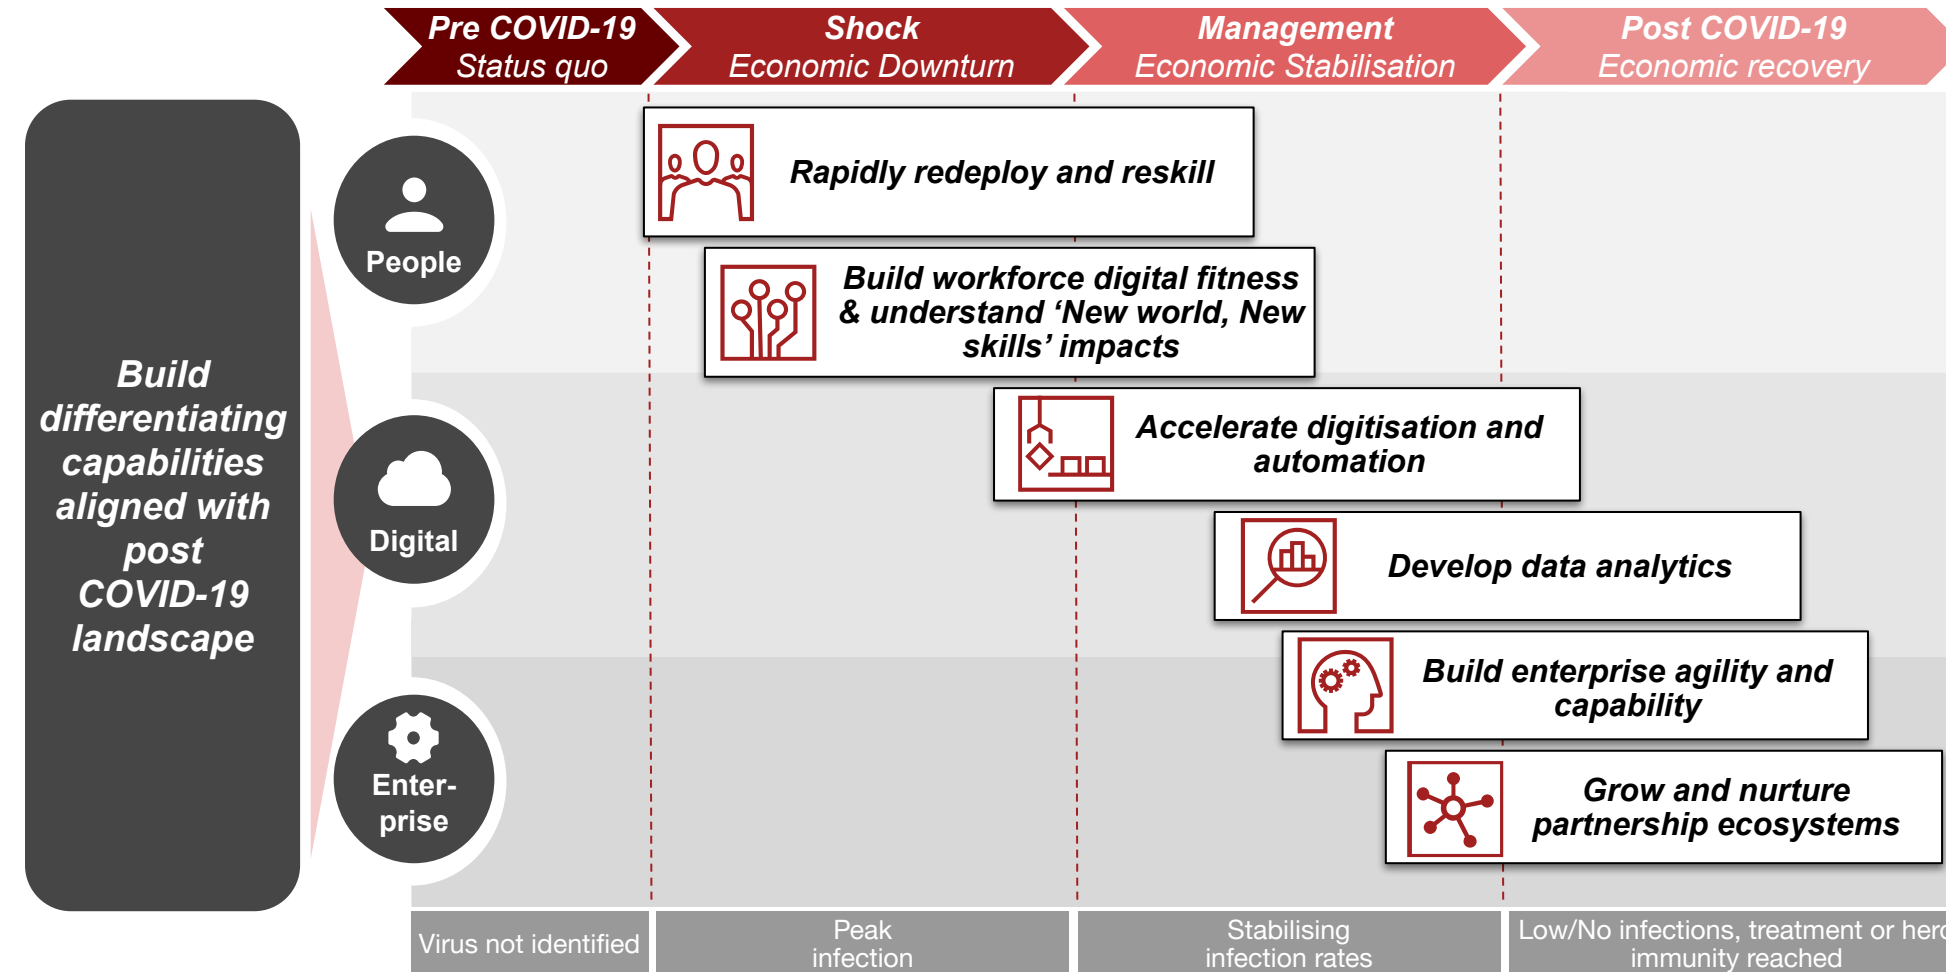 Pre COVID-19
Status quo
Shock
Economic Downturn
Management
Economic Stabilisation
Post COVID-19
Economic recovery
Build
differentiating
capabilities
aligned with
post
COVID-19
landscape
People
Rapidly redeploy and reskill
Build workforce digital fitness
& understand ‘New world, New
skills’ impacts
Digital
Accelerate digitisation and
automation
Develop data analytics
Enter-
prise
Build enterprise agility and
capability
Grow and nurture
partnership ecosystems
Virus not identified
Peak
infection
Stabilising
infection rates
Low/No infections, treatment or herd
immunity reached